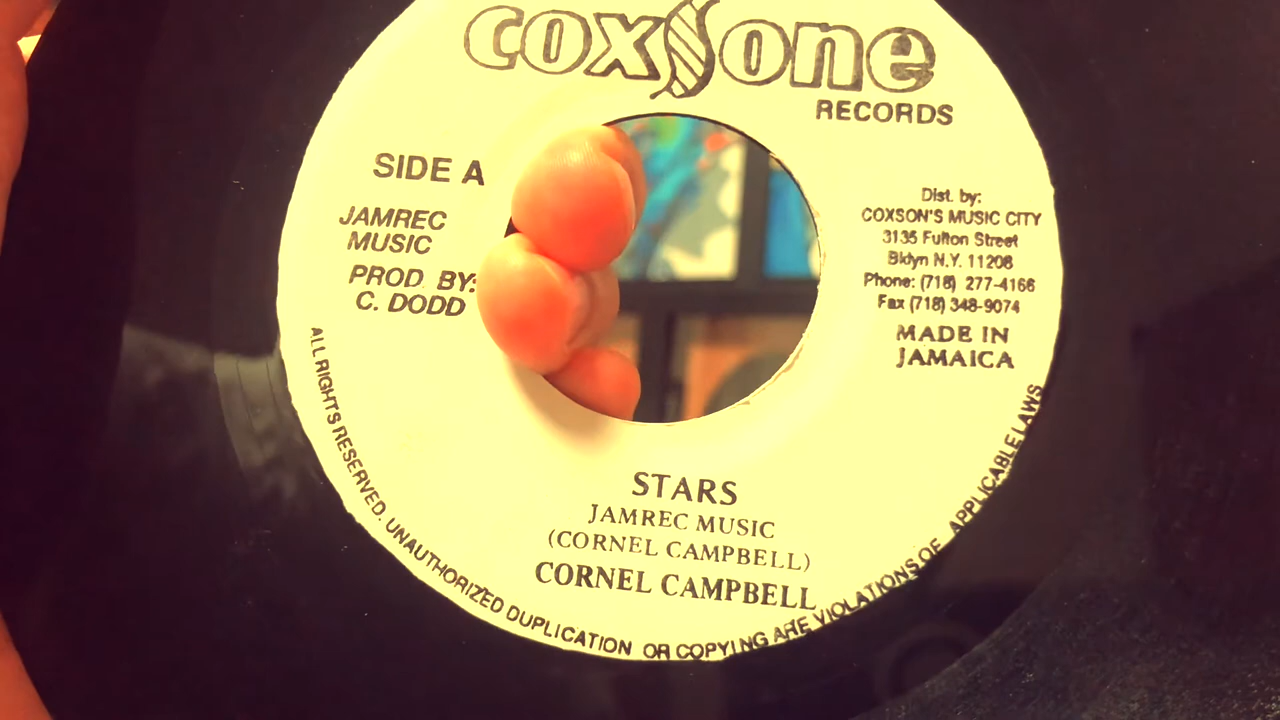 coxsone
RECORDS
SIDE A
JAMREC
MUSIC
PROD. BY:
C. DODD
Dist. by:
COXSON'S MUSIC CITY
3135 Fulton Street
Bklyn N.Y. 11208
Phone: (718) 277-4166
Fax (718) 348-9074
MADE IN
JAMAICA
STARS
JAMREC MUSIC
(CORNEL CAMPBELL)
CORNEL CAMPBELL
ALL RIGHTS RESERVED. UNAUTHORIZED DUPLICATION OR COPYING ARE VIOLATIONS OF APPLICABLE LAWS